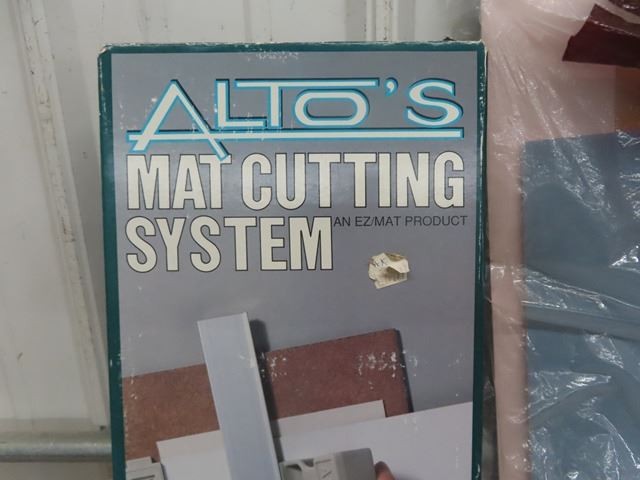 ALTO'S
MAT CUTTING
SYSTEM
AN EZ/MAT PRODUCT